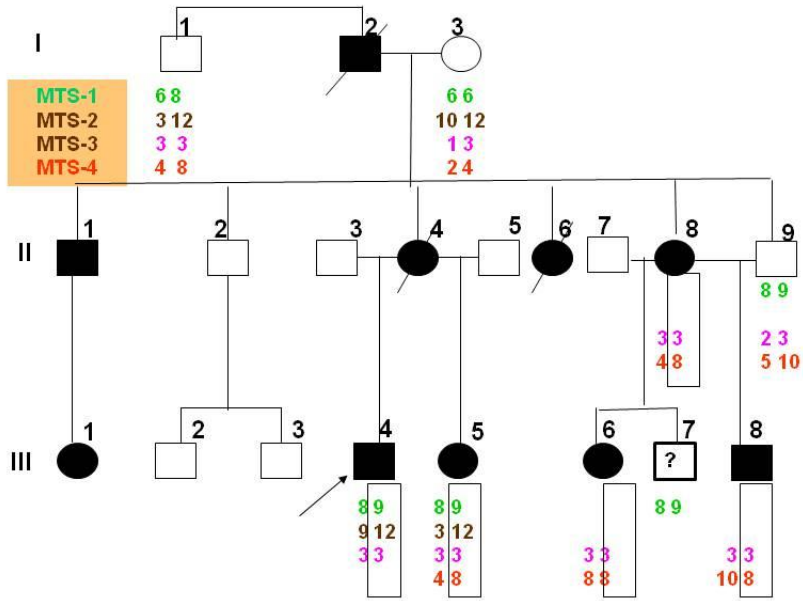 I
1 2 3
MTS-1 6 8 6 6
MTS-2 3 12 10 12
MTS-3 3 3 1 3
MTS-4 4 8 2 4
II
1 2 3 4 5 6 7 8 9
8 9
3 3 2 3
4 8 5 10
III
1 2 3 4 5 6 7 8
?
8 9 8 9 8 9
9 12 3 12
3 3 3 3 3 3 3 3
4 8 8 8 10 8